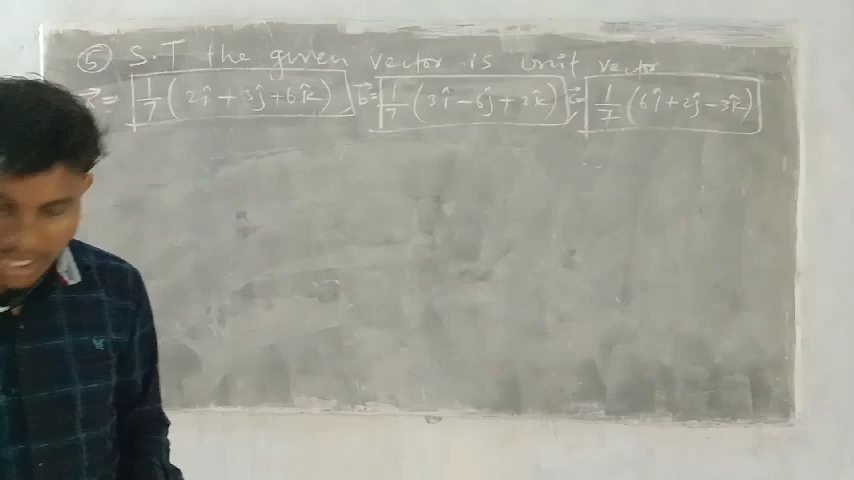 ⑤ S.T the given vector is unit vector
a⃗ = 1/7 (2î + 3ĵ + 6k̂), b⃗ = 1/7 (3î - 6ĵ + 2k̂), c⃗ = 1/7 (6î + 2ĵ - 3k̂)